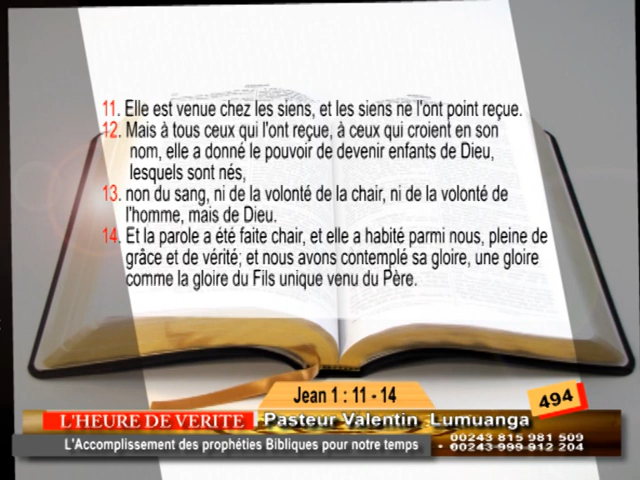 11. Elle est venue chez les siens, et les siens ne l'ont point reçue.
12. Mais à tous ceux qui l'ont reçue, à ceux qui croient en son
nom, elle a donné le pouvoir de devenir enfants de Dieu,
lesquels sont nés,
13. non du sang, ni de la volonté de la chair, ni de la volonté de
l'homme, mais de Dieu.
14. Et la parole a été faite chair, et elle a habité parmi nous, pleine de
grâce et de vérité; et nous avons contemplé sa gloire, une gloire
comme la gloire du Fils unique venu du Père.
Jean 1 : 11 - 14
494
L'HEURE DE VERITE Pasteur Valentin Lumuanga
L'Accomplissement des prophéties Bibliques pour notre temps
00243 815 981 509
- 00243 999 912 204